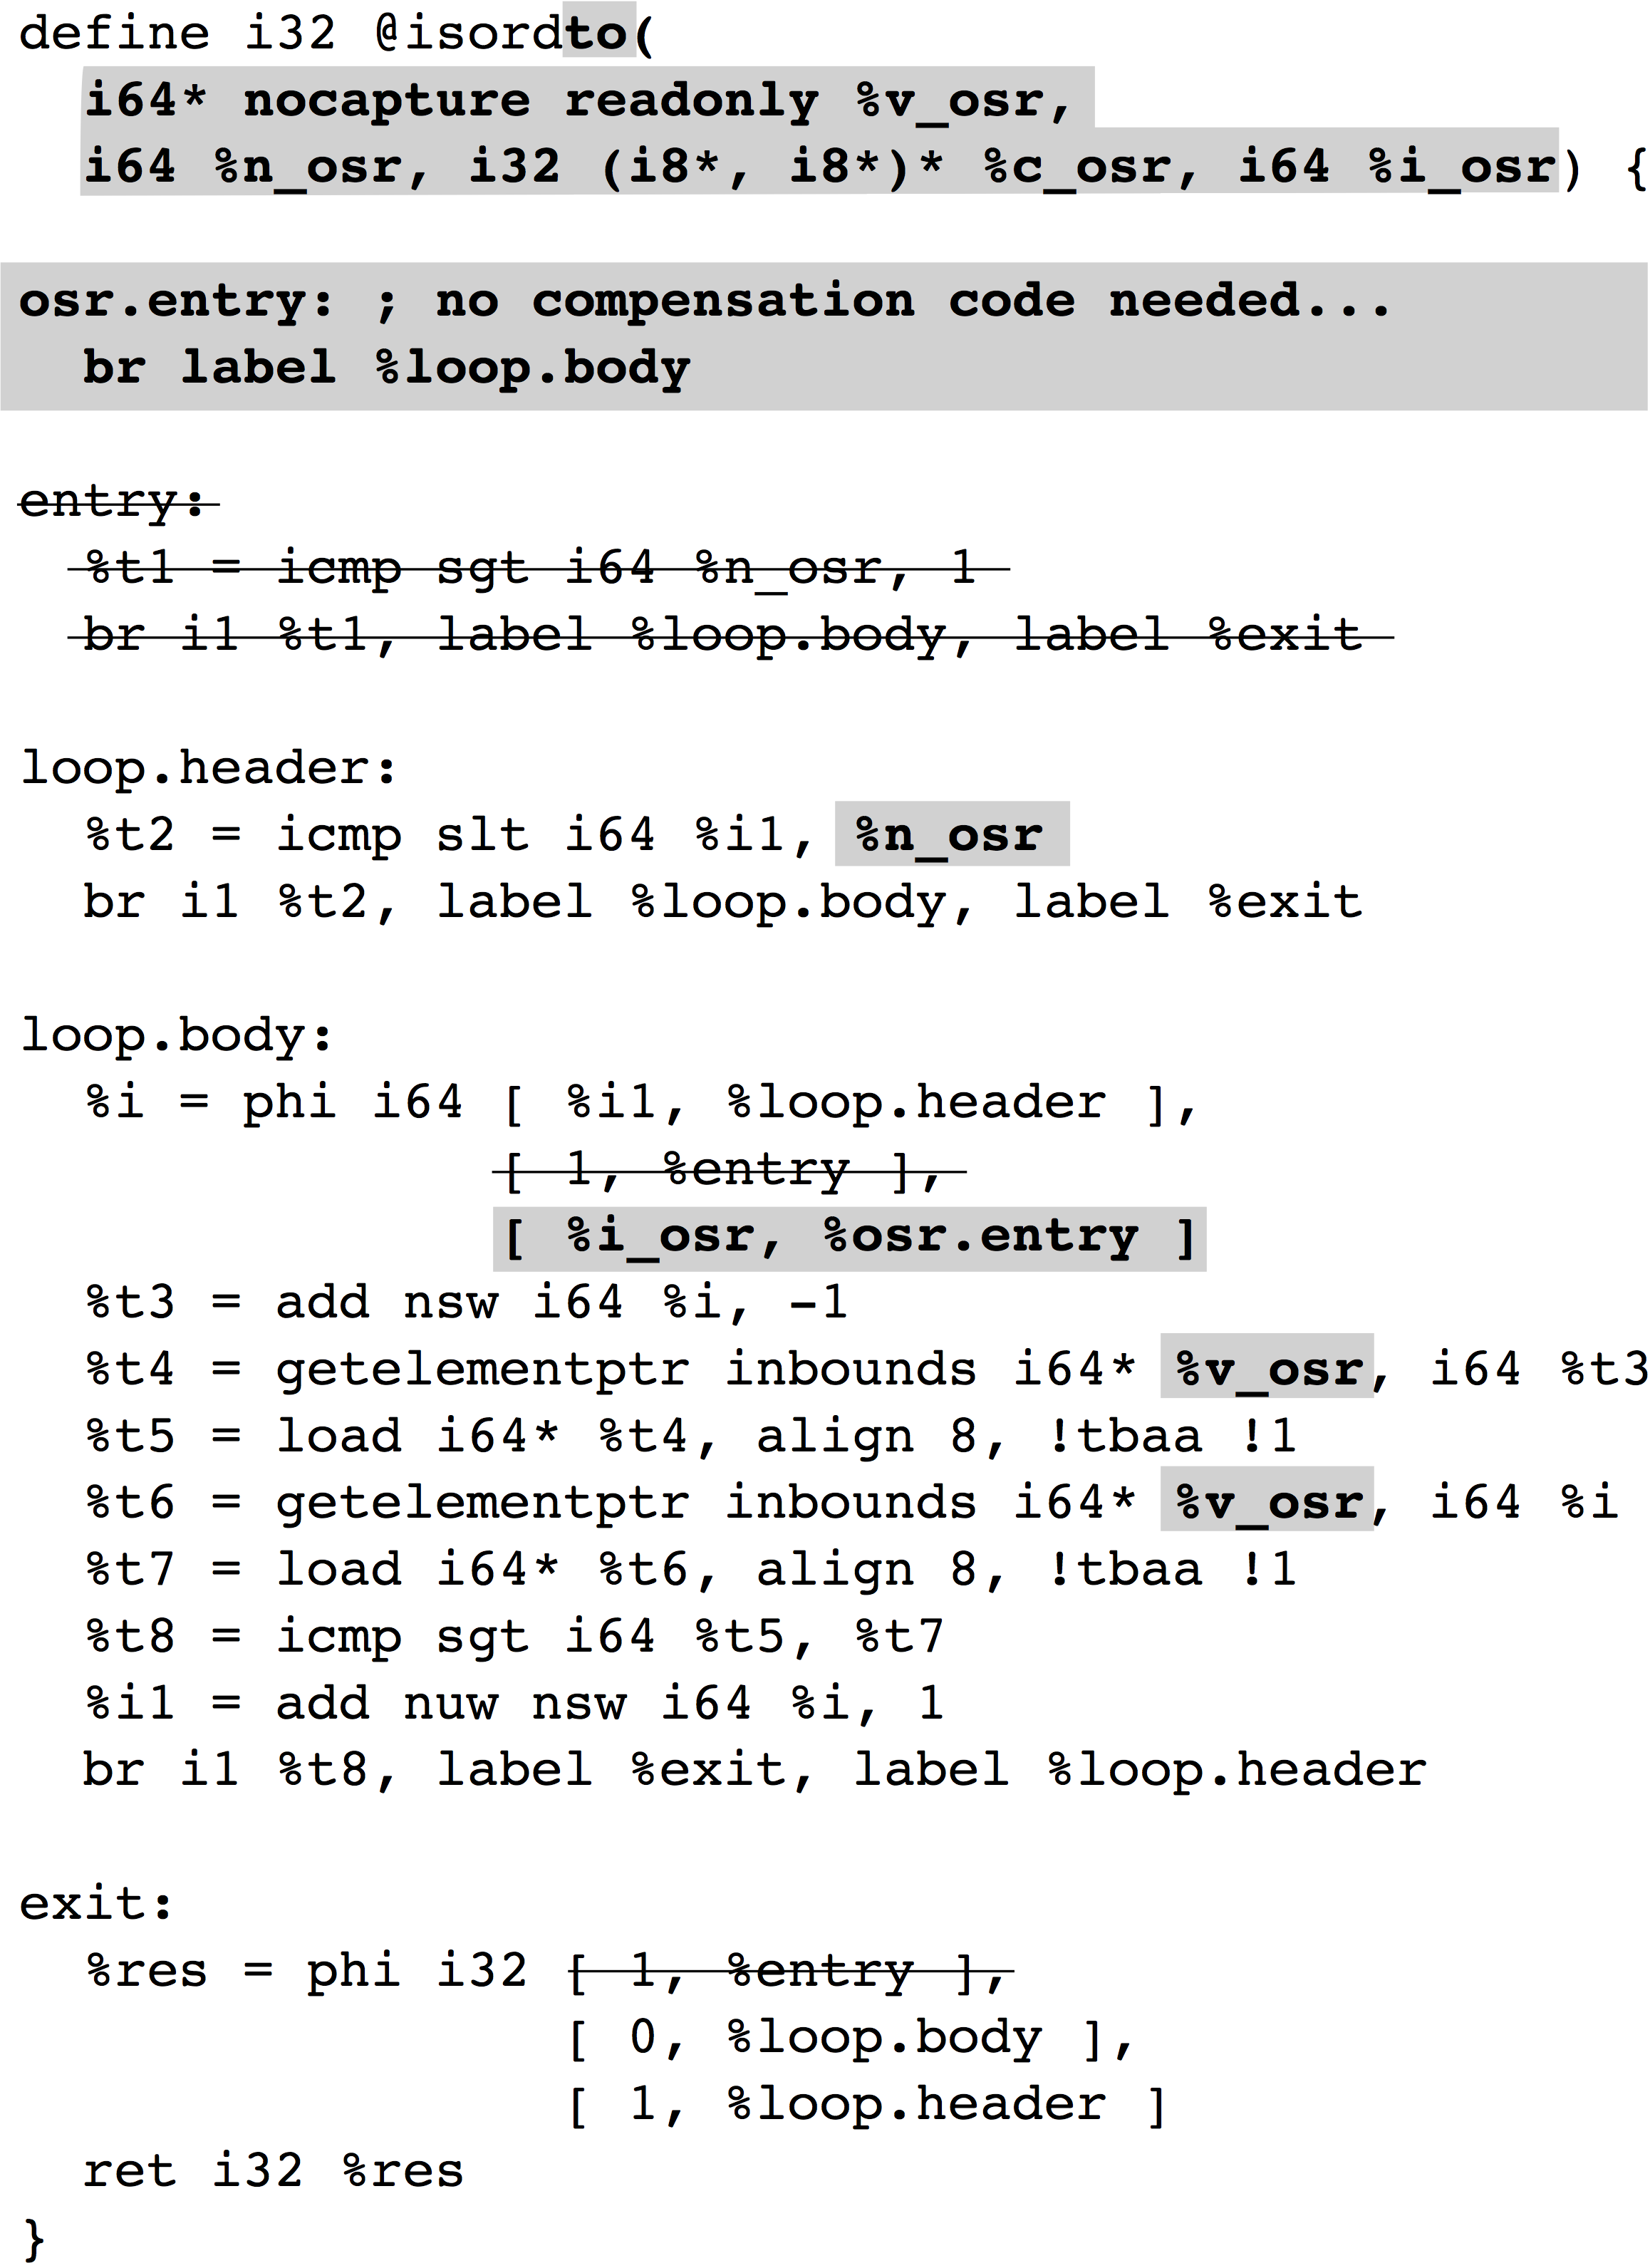 define i32 @isordto(
i64* nocapture readonly %v_osr,
i64 %n_osr, i32 (i8*, i8*)* %c_osr, i64 %i_osr) {
osr.entry: ; no compensation code needed...
br label %loop.body
entry:
%t1 = icmp sgt i64 %n_osr, 1
br i1 %t1, label %loop.body, label %exit
loop.header:
%t2 = icmp slt i64 %i1, %n_osr
br i1 %t2, label %loop.body, label %exit
loop.body:
%i = phi i64 [ %i1, %loop.header ],
[ 1, %entry ],
[ %i_osr, %osr.entry ]
%t3 = add nsw i64 %i, -1
%t4 = getelementptr inbounds i64* %v_osr, i64 %t3
%t5 = load i64* %t4, align 8, !tbaa !1
%t6 = getelementptr inbounds i64* %v_osr, i64 %i
%t7 = load i64* %t6, align 8, !tbaa !1
%t8 = icmp sgt i64 %t5, %t7
%i1 = add nuw nsw i64 %i, 1
br i1 %t8, label %exit, label %loop.header
exit:
%res = phi i32 [ 1, %entry ],
[ 0, %loop.body ],
[ 1, %loop.header ]
ret i32 %res
}